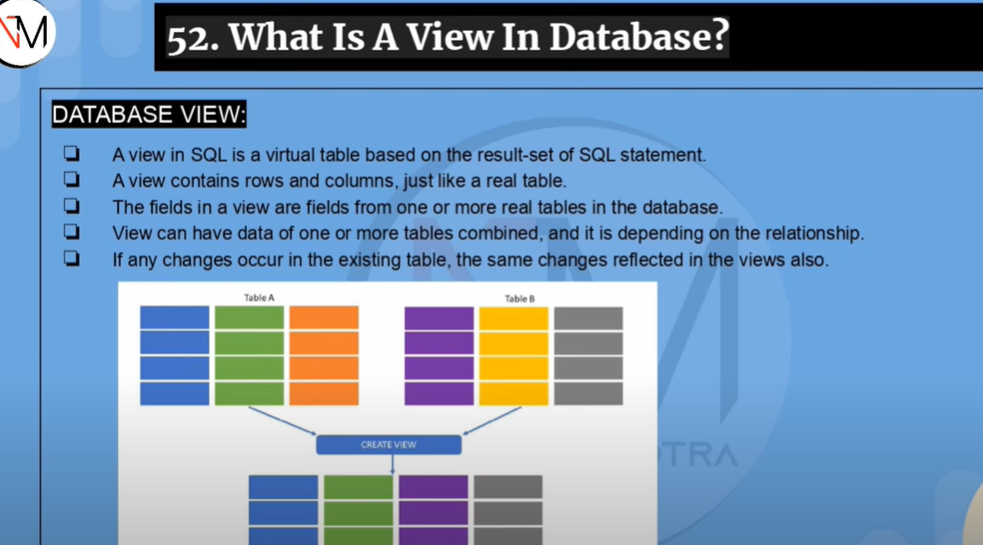 VM
52. What Is A View In Database?
DATABASE VIEW:
A view in SQL is a virtual table based on the result-set of SQL statement.
A view contains rows and columns, just like a real table.
The fields in a view are fields from one or more real tables in the database.
View can have data of one or more tables combined, and it is depending on the relationship.
If any changes occur in the existing table, the same changes reflected in the views also.
Table A
Table B
CREATE VIEW